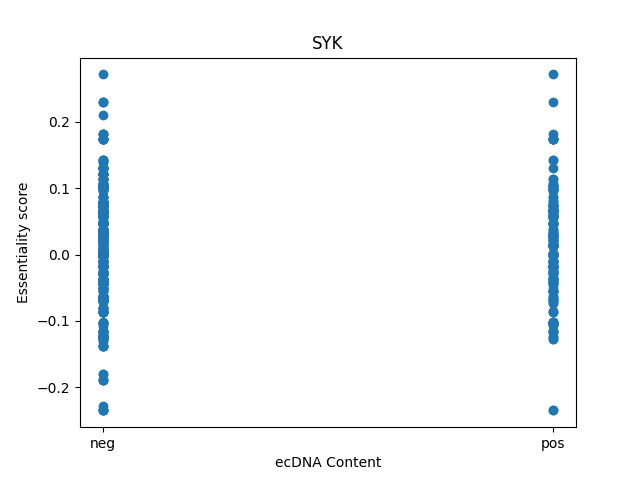 SYK
Essentiality score
0.2
0.1
0.0
−0.1
−0.2
neg
pos
ecDNA Content